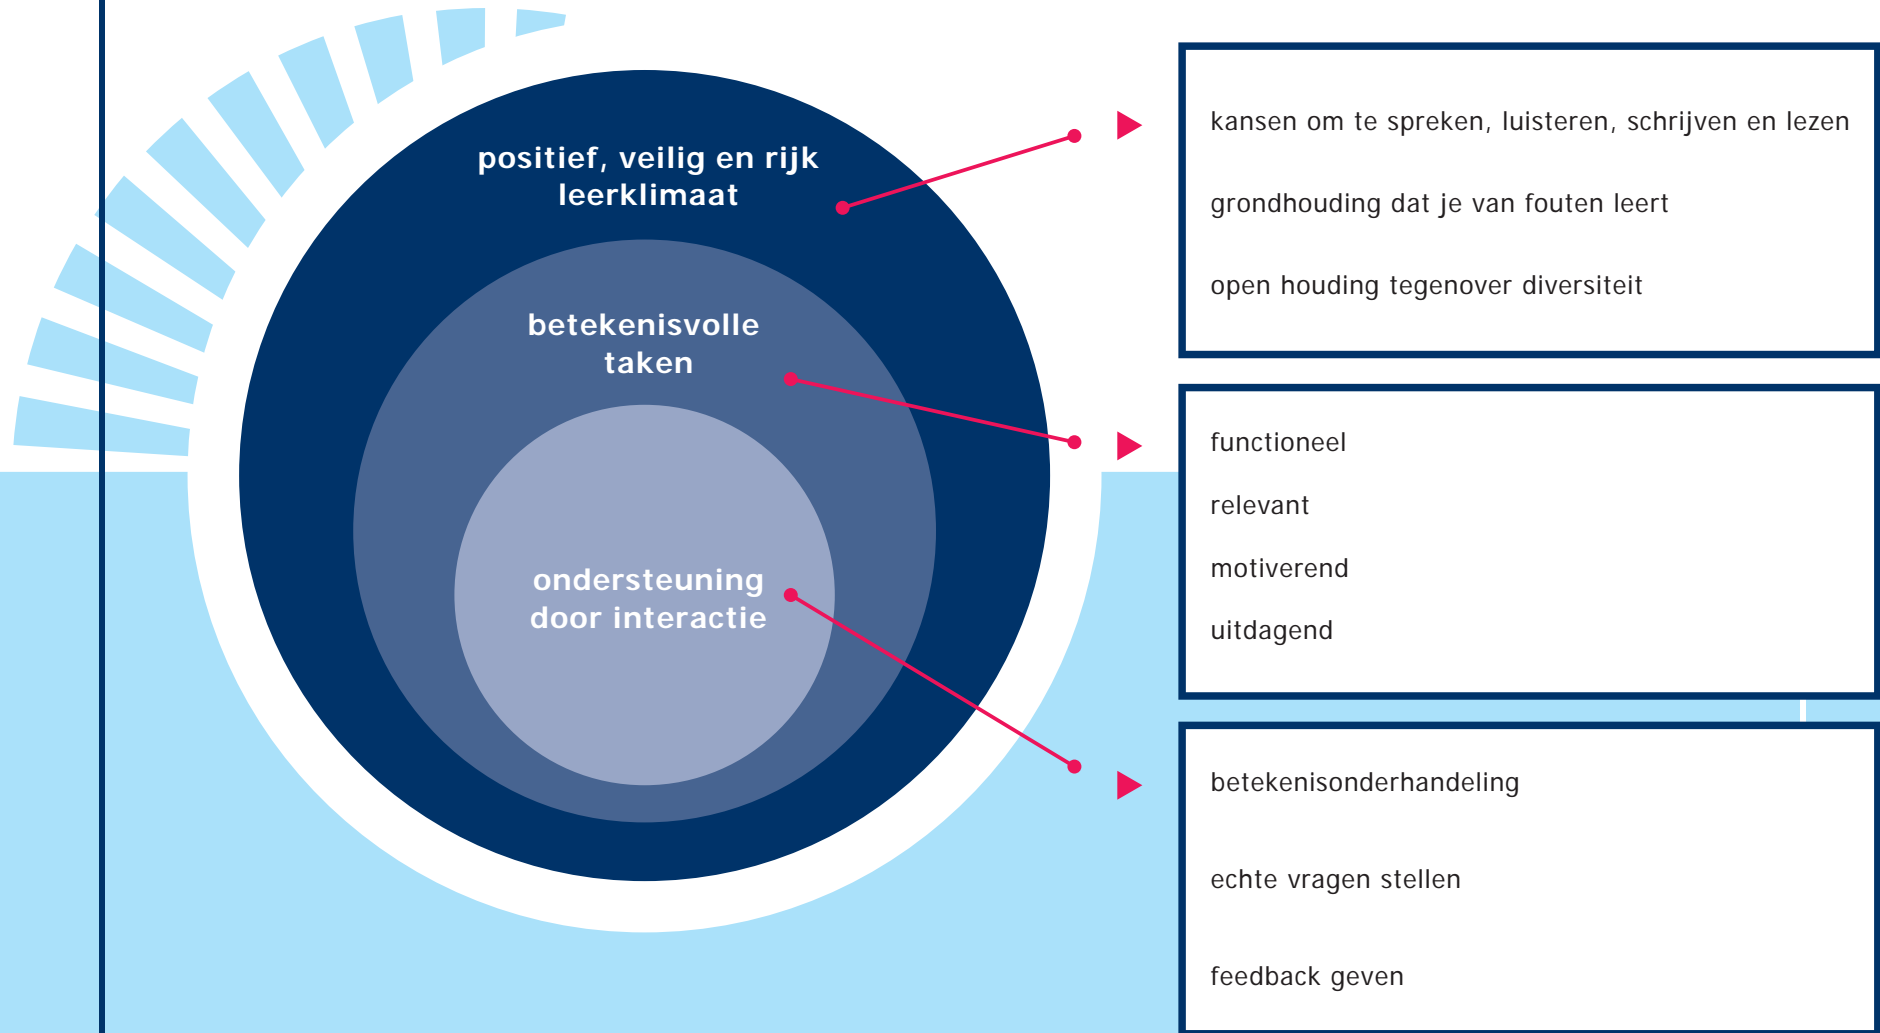 positief, veilig en rijk
leerklimaat
betekenisvolle
taken
ondersteuning
door interactie
kansen om te spreken, luisteren, schrijven en lezen
grondhouding dat je van fouten leert
open houding tegenover diversiteit
functioneel
relevant
motiverend
uitdagend
betekenisonderhandeling
echte vragen stellen
feedback geven